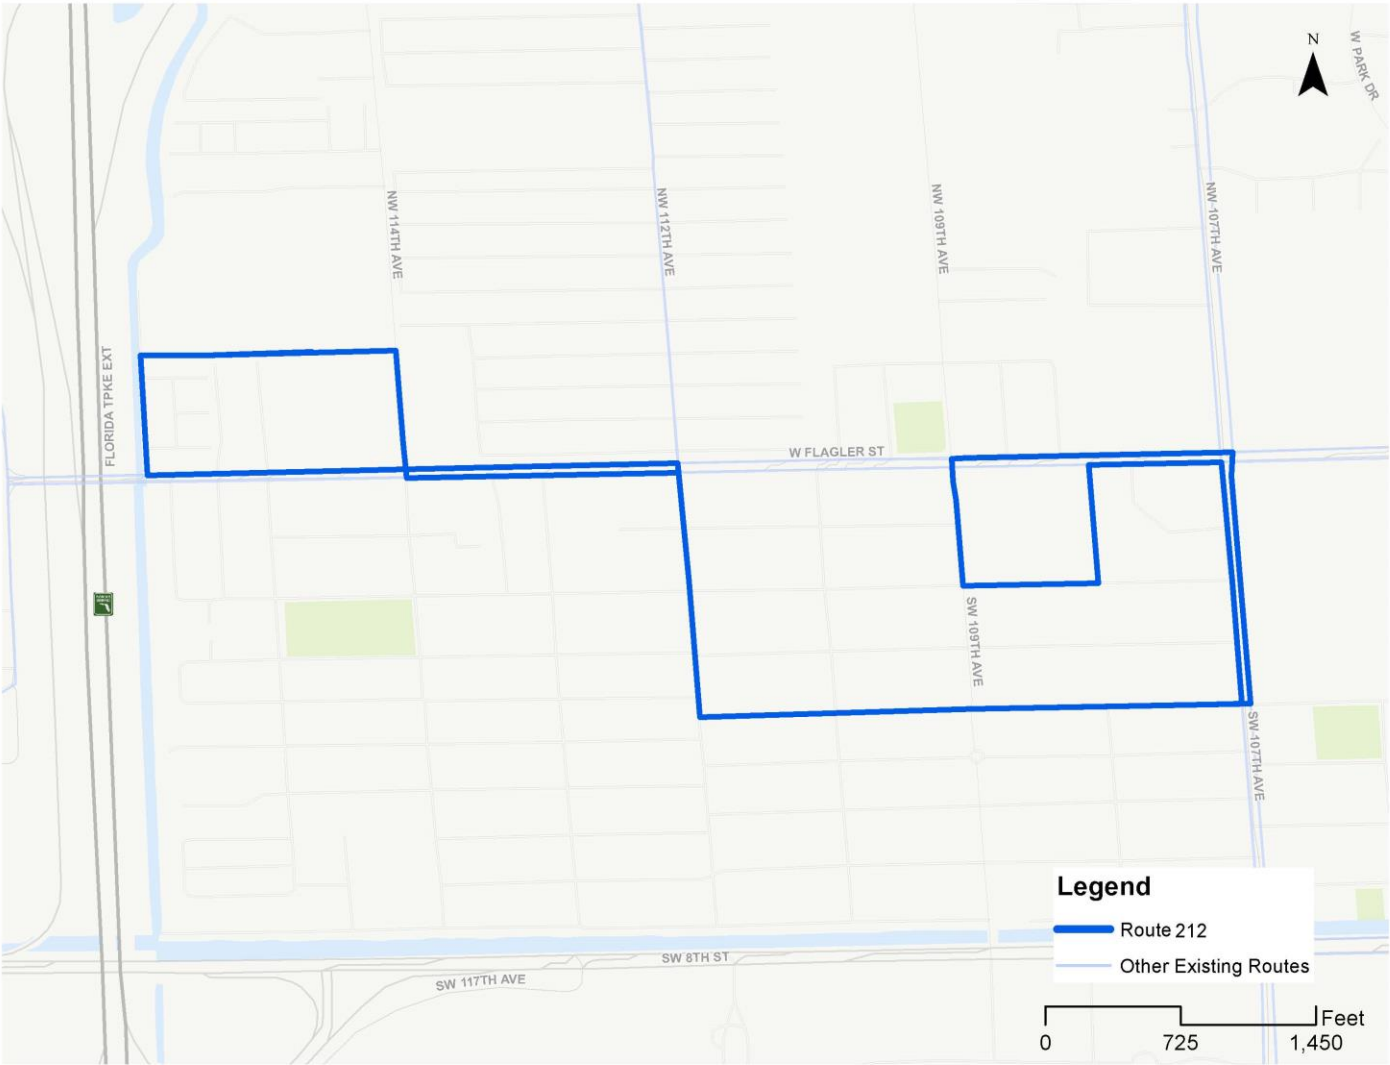 N
W PARK DR
NW 114TH AVE
NW 112TH AVE
NW 109TH AVE
NW 107TH AVE
FLORIDA TPKE EXT
W FLAGLER ST
SW 109TH AVE
SW 107TH AVE
SW 8TH ST
SW 117TH AVE
Legend
Route 212
Other Existing Routes
Feet
0 725 1,450